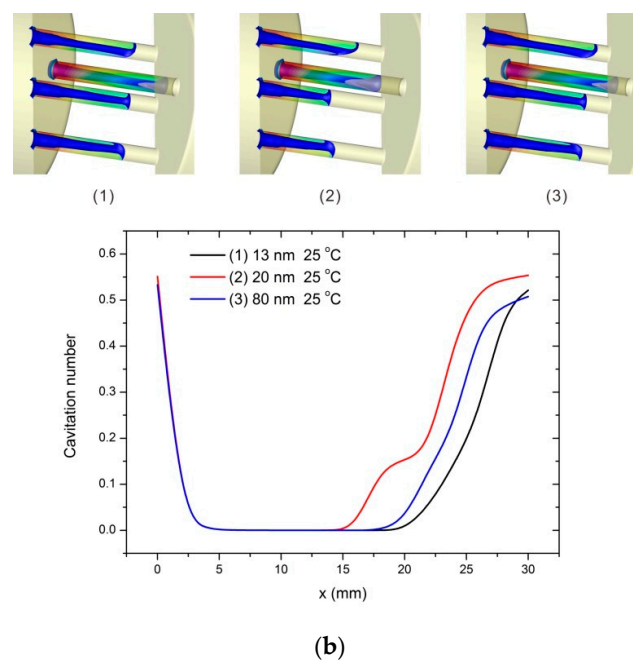 (1) (2) (3)
0.6
(1) 13 nm 25 °C
(2) 20 nm 25 °C
(3) 80 nm 25 °C
0.5
0.4
0.3
0.2
0.1
0.0
Cavitation number
0 5 10 15 20 25 30
x (mm)
(b)